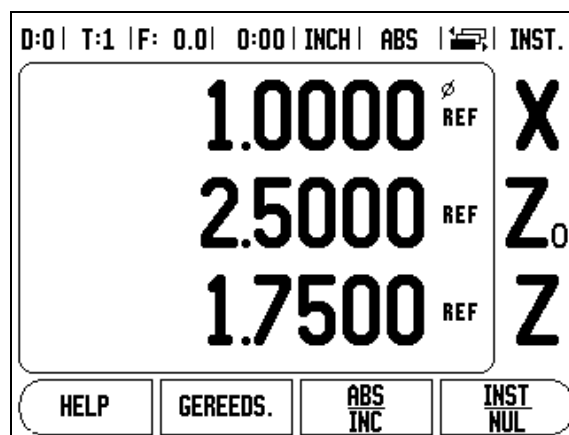 D:0 | T:1 | F: 0.0 | 0:00 | INCH | ABS | INST.
1.0000 Ø REF X
2.5000 REF Z0
1.7500 REF Z
HELP GEREEDS. ABS INST
INC NUL